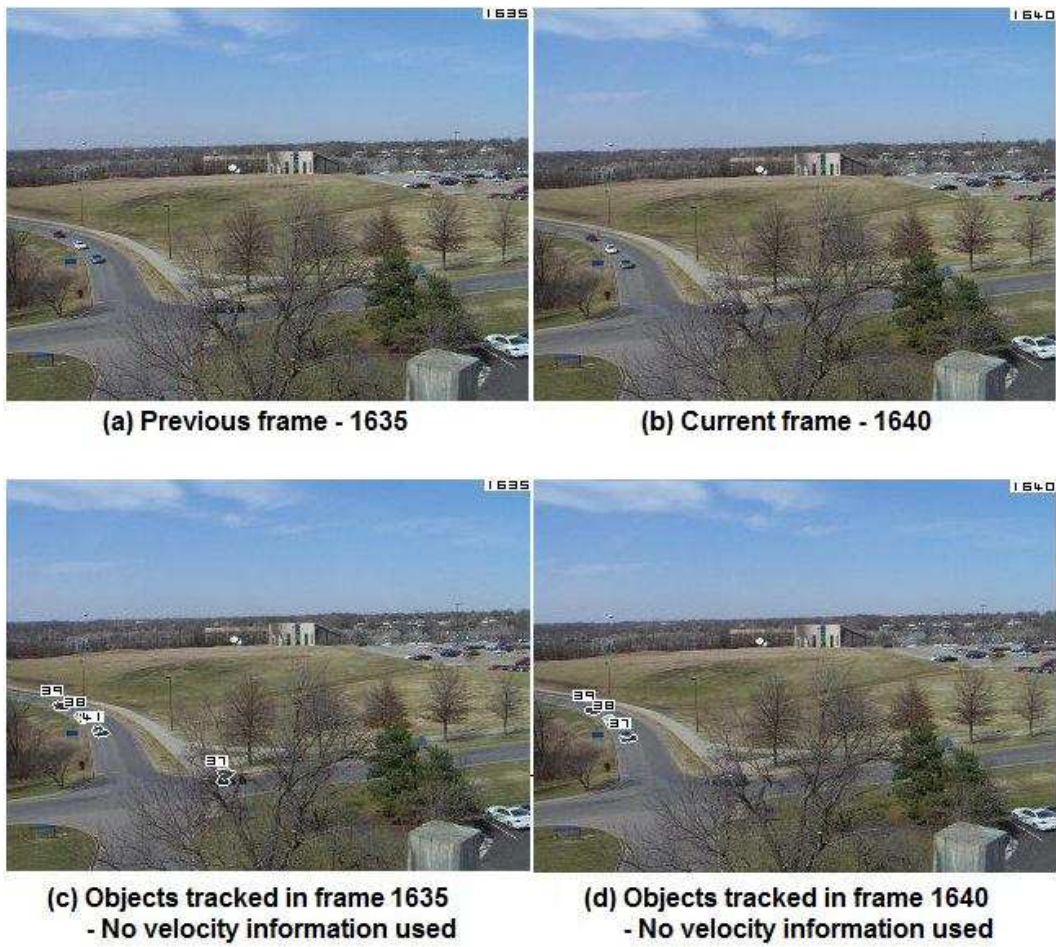 1635
1640
(a) Previous frame - 1635
(b) Current frame - 1640
1635
1640
39
38
41
37
39
38
37
(c) Objects tracked in frame 1635
- No velocity information used
(d) Objects tracked in frame 1640
- No velocity information used